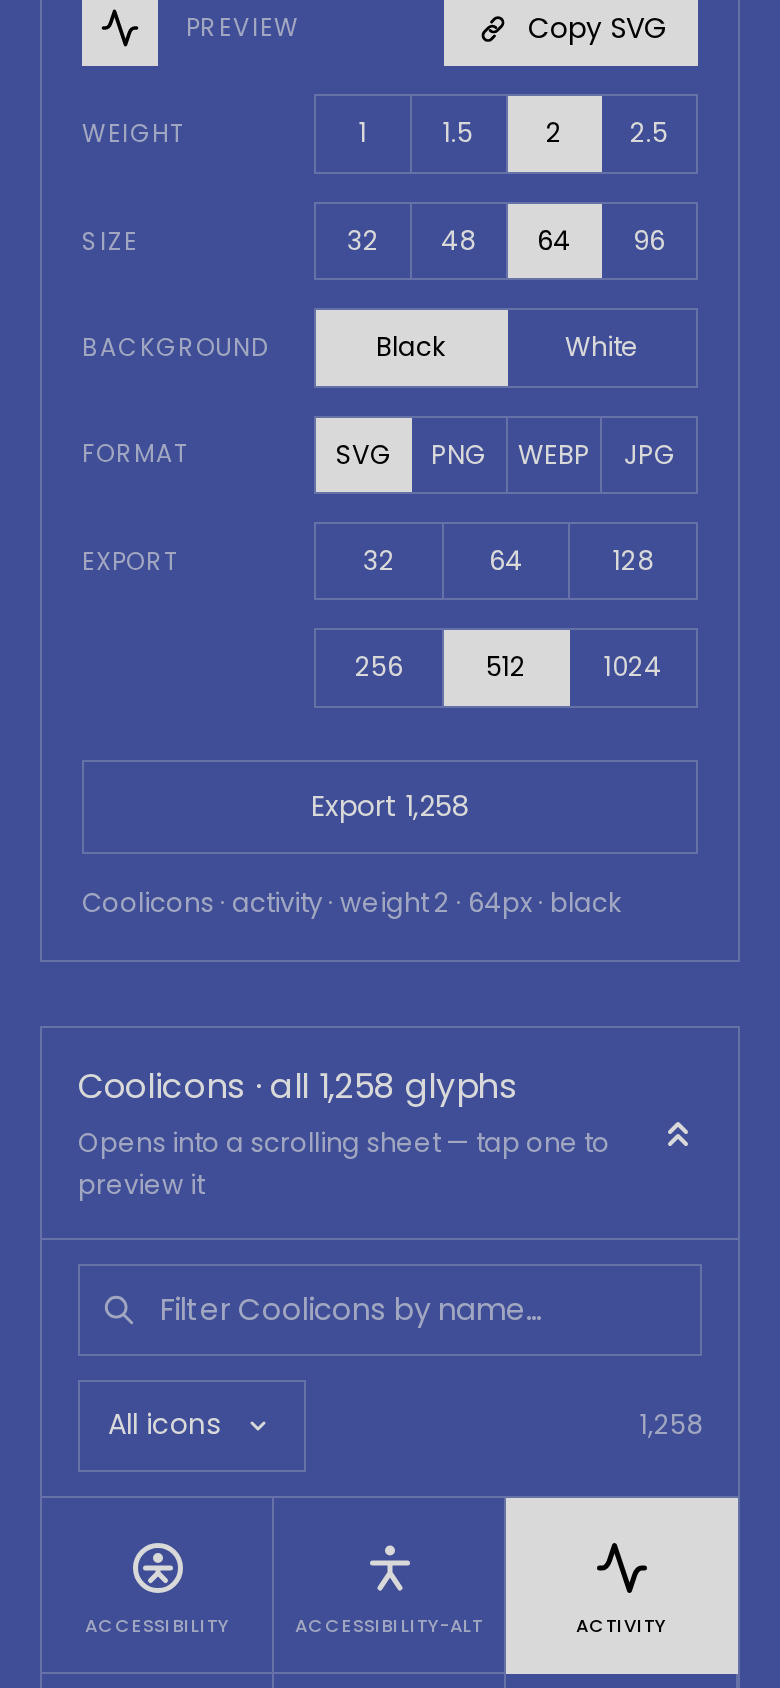 PREVIEW
Copy SVG
WEIGHT
1
1.5
2
2.5
SIZE
32
48
64
96
BACKGROUND
Black
White
FORMAT
SVG
PNG
WEBP
JPG
EXPORT
32
64
128
256
512
1024
Export 1,258
Coolicons · activity · weight 2 · 64px · black
Coolicons · all 1,258 glyphs
Opens into a scrolling sheet — tap one to
preview it
Filter Coolicons by name…
All icons
1,258
ACCESSIBILITY
ACCESSIBILITY-ALT
ACTIVITY